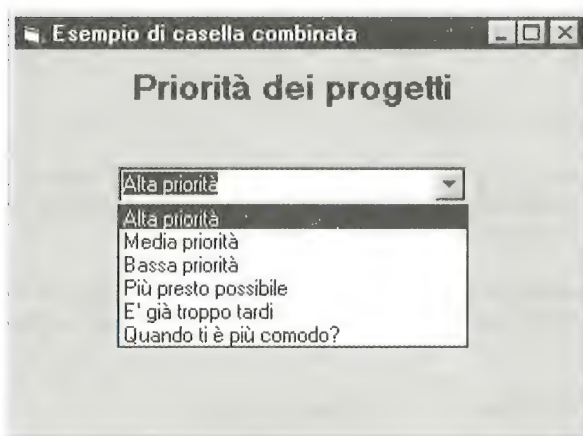 Esempio di casella combinata
Priorità dei progetti
Alta priorità
Alta priorità
Media priorità
Bassa priorità
Più presto possibile
E' già troppo tardi
Quando ti è più comodo?